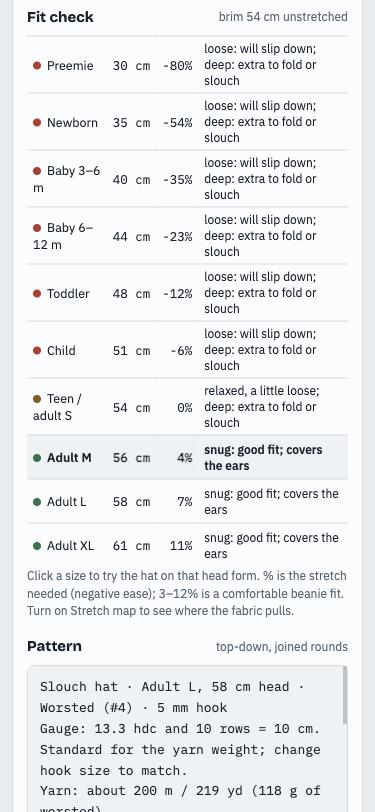 Fit check brim 54 cm unstretched
loose: will slip down;
Preemie 30 cm -80% deep: extra to fold or
slouch
loose: will slip down;
Newborn 35 cm -54% deep: extra to fold or
slouch
loose: will slip down;
Baby 3–6 m 40 cm -35% deep: extra to fold or
slouch
loose: will slip down;
Baby 6–12 m 44 cm -23% deep: extra to fold or
slouch
loose: will slip down;
Toddler 48 cm -12% deep: extra to fold or
slouch
loose: will slip down;
Child 51 cm -6% deep: extra to fold or
slouch
relaxed, a little loose;
Teen / adult S 54 cm 0% deep: extra to fold or
slouch
Adult M 56 cm 4% snug: good fit; covers
the ears
Adult L 58 cm 7% snug: good fit; covers the
ears
Adult XL 61 cm 11% snug: good fit; covers the
ears
Click a size to try the hat on that head form. % is the stretch
needed (negative ease); 3–12% is a comfortable beanie fit.
Turn on Stretch map to see where the fabric pulls.
Pattern top-down, joined rounds
Slouch hat · Adult L, 58 cm head ·
Worsted (#4) · 5 mm hook
Gauge: 13.3 hdc and 10 rows = 10 cm.
Standard for the yarn weight; change
hook size to match.
Yarn: about 200 m / 219 yd (118 g of
worsted)